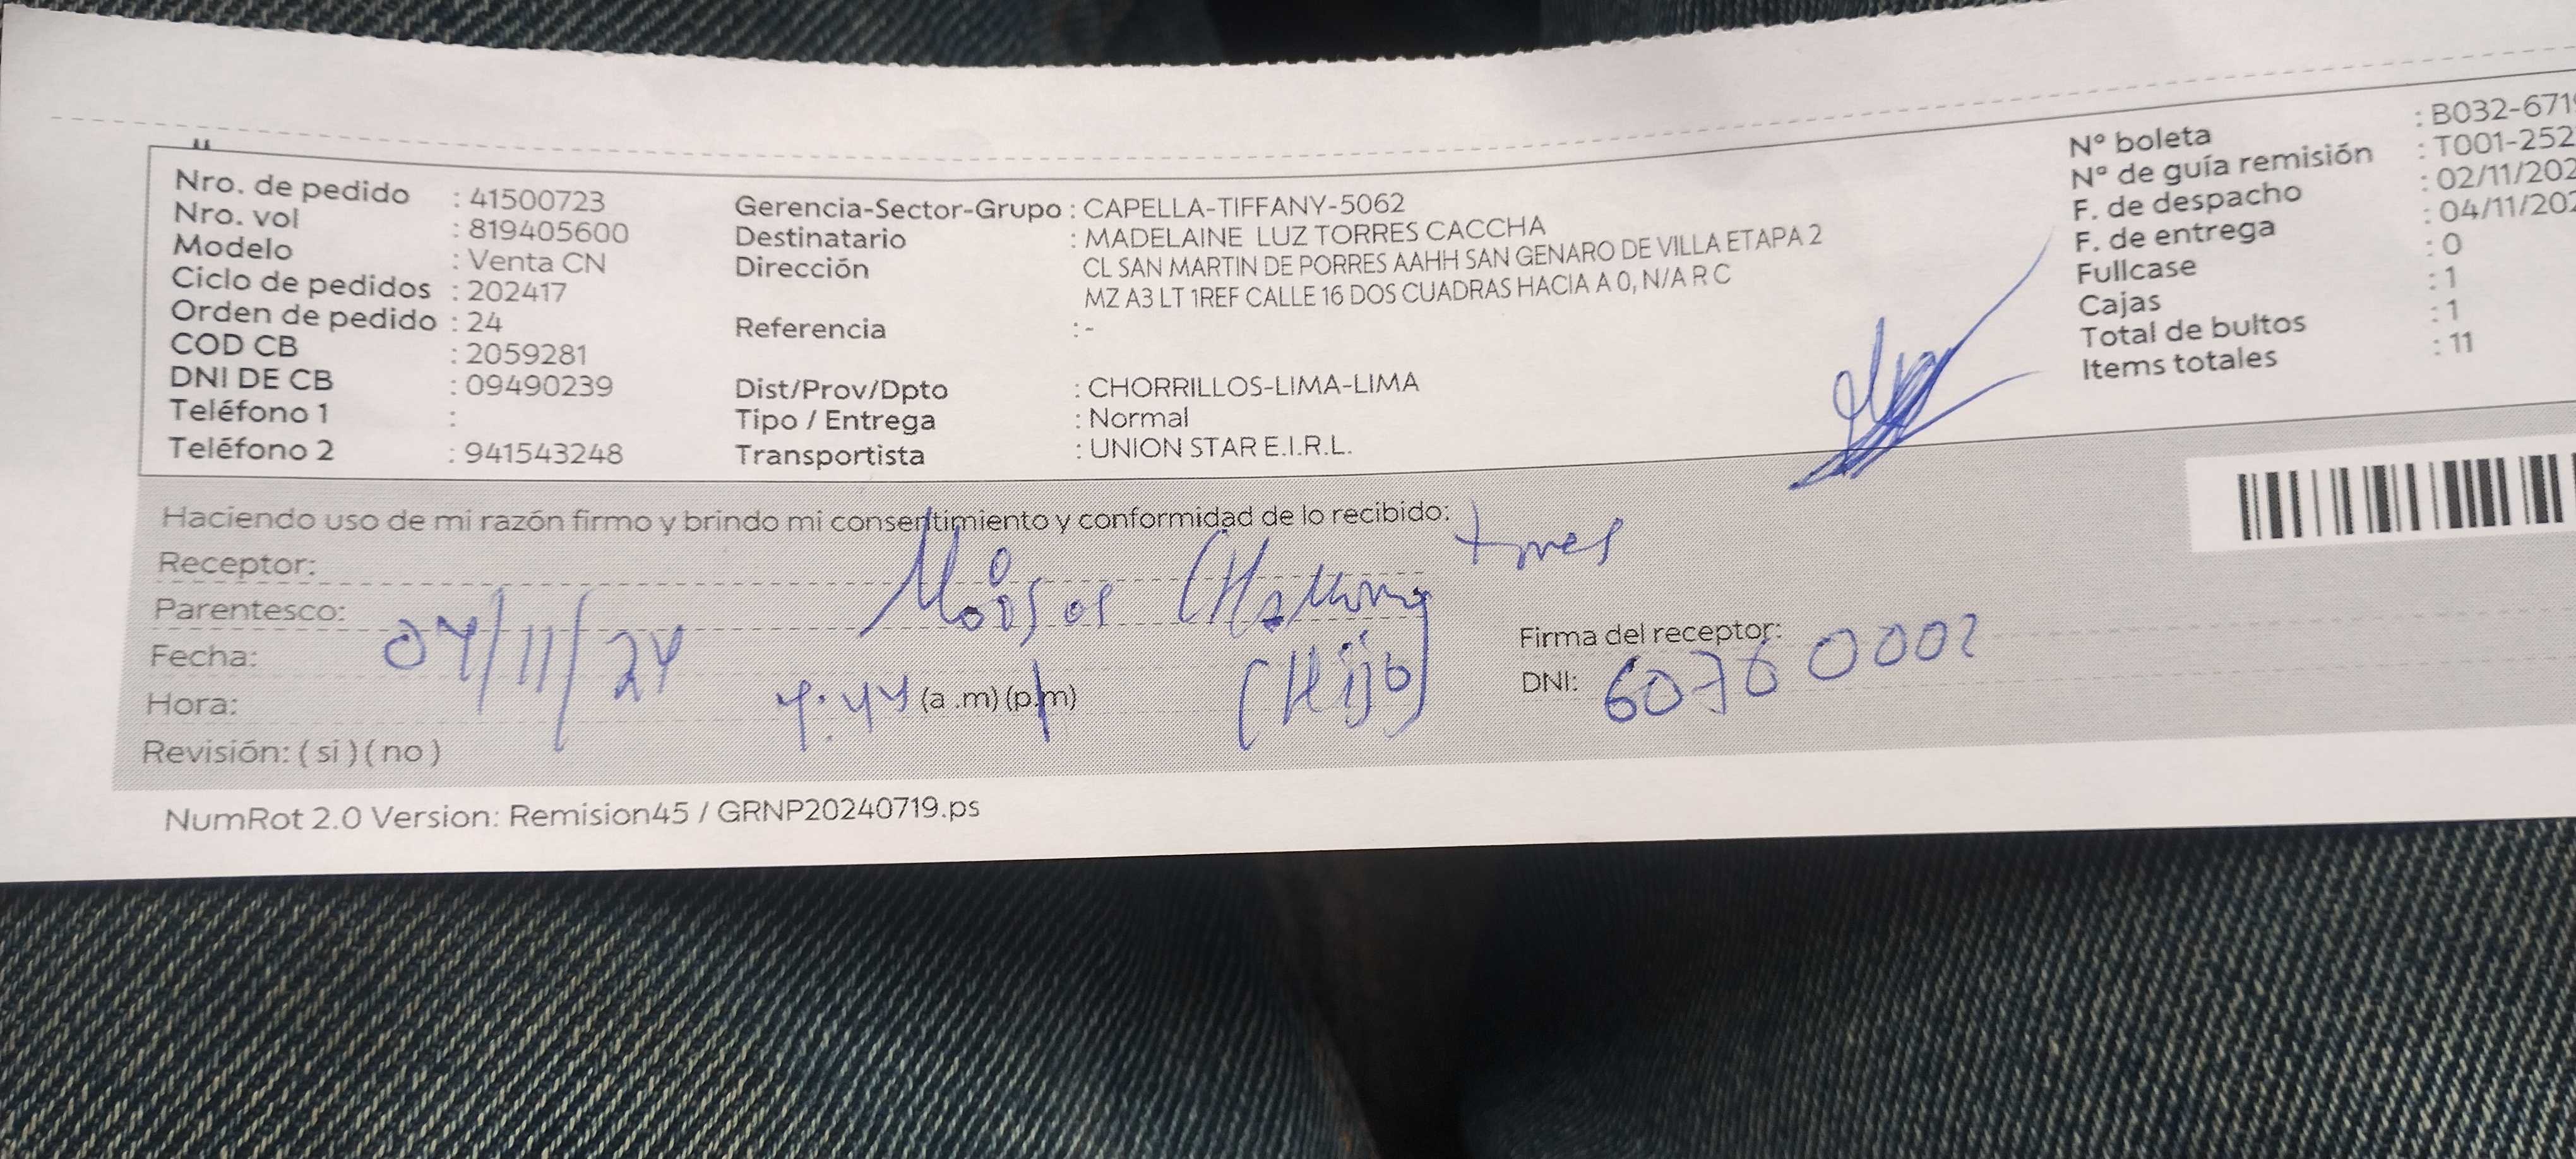 Nro. de pedido : 41500723
Nro. vol : 819405600
Modelo : Venta CN
Ciclo de pedidos : 202417
Orden de pedido : 24
COD CB : 2059281
DNI DE CB : 09490239
Teléfono 1 :
Teléfono 2 : 941543248
Gerencia-Sector-Grupo : CAPELLA-TIFFANY-5062
Destinatario : MADELAINE LUZ TORRES CACCHA
Dirección CL SAN MARTIN DE PORRES AAHH SAN GENARO DE VILLA ETAPA 2
MZ A3 LT 1REF CALLE 16 DOS CUADRAS HACIA A 0, N/A R C
Referencia : -
Dist/Prov/Dpto : CHORRILLOS-LIMA-LIMA
Tipo / Entrega : Normal
Transportista : UNION STAR E.I.R.L.
N° boleta : B032-671
N° de guía remisión : T001-252
F. de despacho : 02/11/202
F. de entrega : 04/11/202
Fullcase : 0
Cajas : 1
Total de bultos : 1
Items totales : 11
Haciendo uso de mi razón firmo y brindo mi consentimiento y conformidad de lo recibido:
Receptor:
Parentesco: (Hijo)
Fecha: 04/11/24
Hora: 4:44 (a .m) (p.m)
Revisión: ( si ) ( no )
Firma del receptor:
DNI: 60760002
NumRot 2.0 Version: Remision45 / GRNP20240719.ps